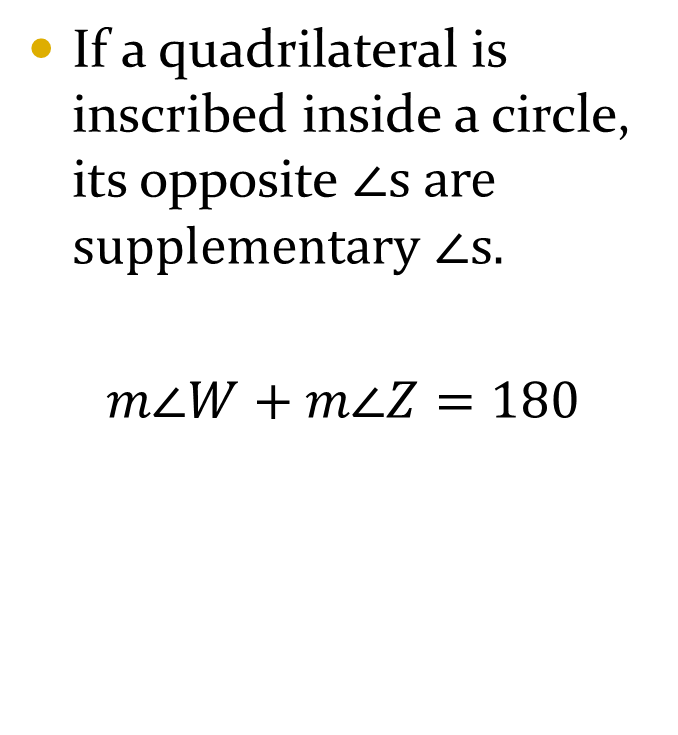 • If a quadrilateral is
inscribed inside a circle,
its opposite ∠s are
supplementary ∠s.
m∠W + m∠Z = 180